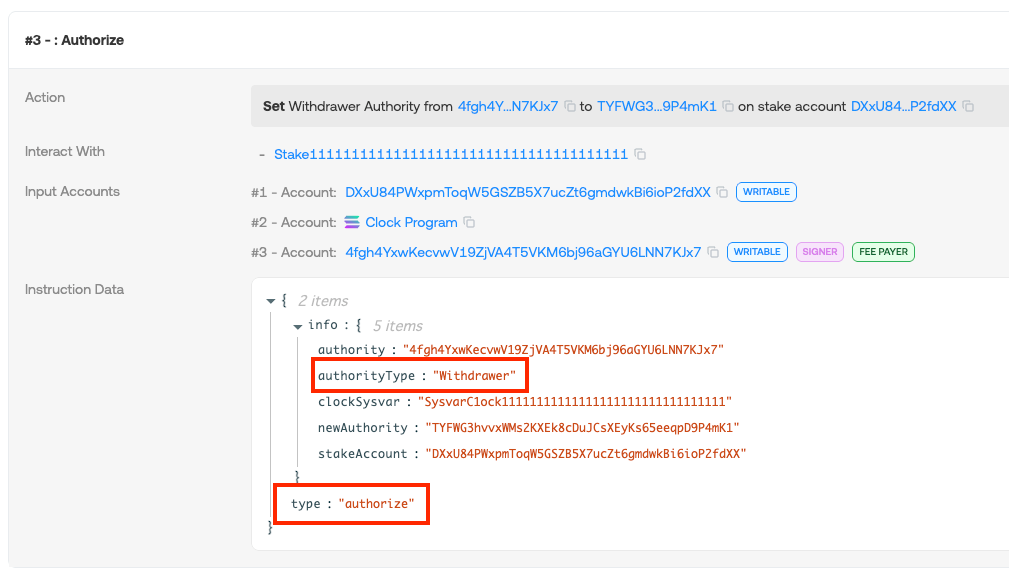 #3 - : Authorize
Action
Set Withdrawer Authority from 4fgh4Y...N7KJx7 to TYFWG3...9P4mK1 on stake account DXxU84...P2fdXX
Interact With
- Stake11111111111111111111111111111111111111
Input Accounts
#1 - Account: DXxU84PWxpmToqW5GSZB5X7ucZt6gmdwkBi6ioP2fdXX WRITABLE
#2 - Account: Clock Program
#3 - Account: 4fgh4YxwKecvwV19ZjVA4T5VKM6bj96aGYU6LNN7KJx7 WRITABLE SIGNER FEE PAYER
Instruction Data
{ 2 items
info : { 5 items
authority : "4fgh4YxwKecvwV19ZjVA4T5VKM6bj96aGYU6LNN7KJx7"
authorityType : "Withdrawer"
clockSysvar : "SysvarC1ock11111111111111111111111111111111"
newAuthority : "TYFWG3hvvxWMs2KXEk8cDuJCsXEyKs65eeqpD9P4mK1"
stakeAccount : "DXxU84PWxpmToqW5GSZB5X7ucZt6gmdwkBi6ioP2fdXX"
}
type : "authorize"
}